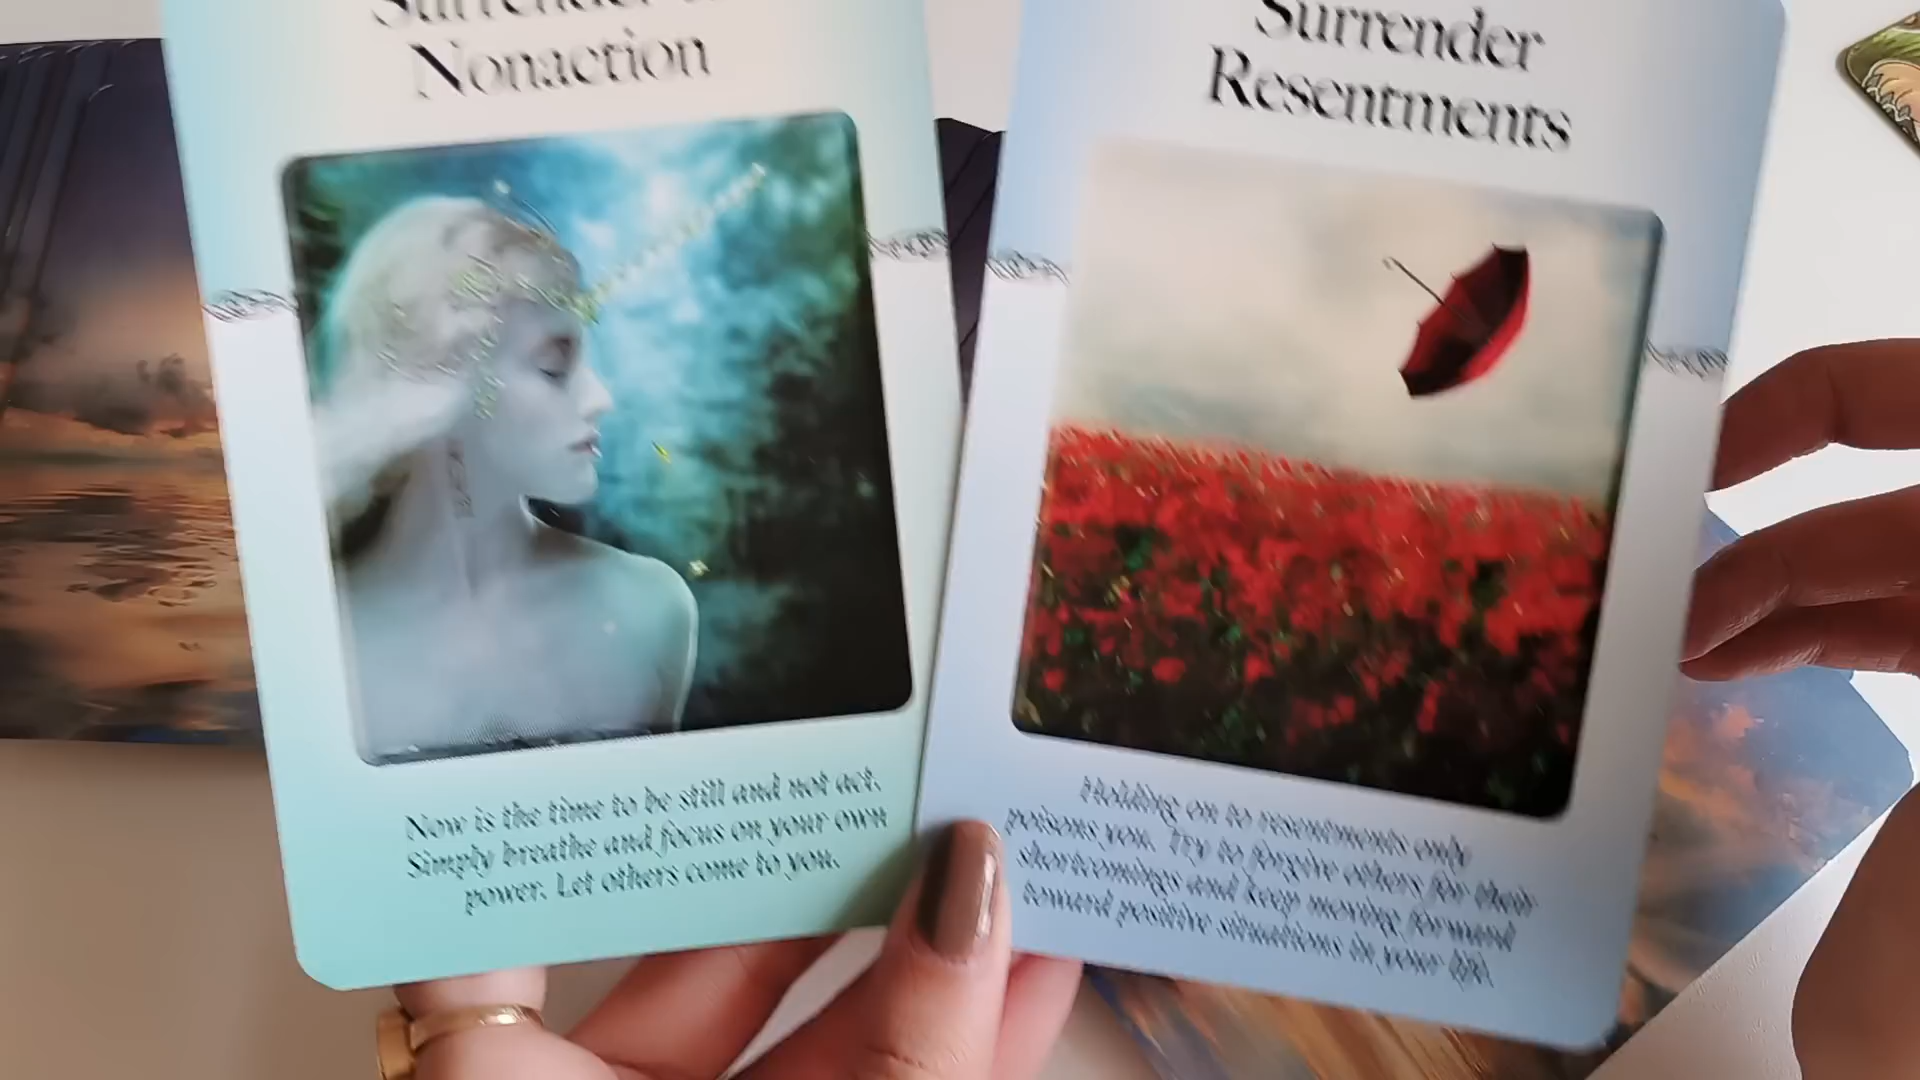 Surrender
Nonaction
Now is the time to be still and not act.
Simply breathe and focus on your own
power. Let others come to you.
Surrender
Resentments
Holding on to resentments only
poisons you. Try to forgive others for their
shortcomings and keep moving forward
toward positive situations in your life.